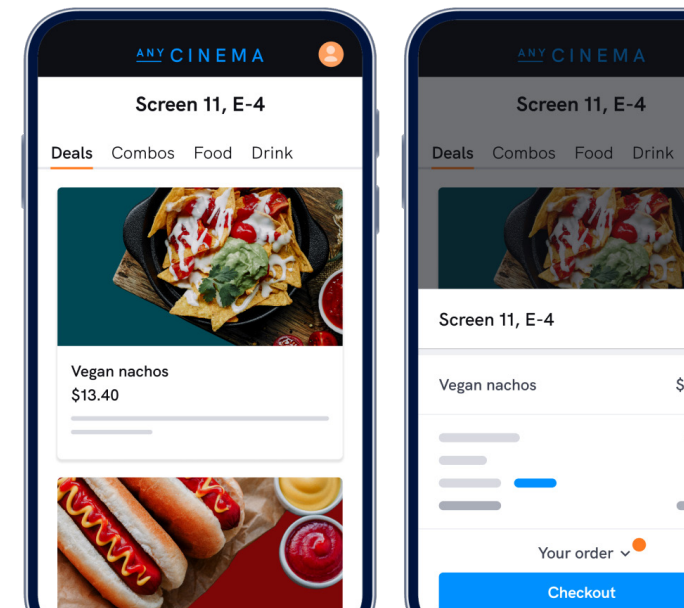 ANY CINEMA
Screen 11, E-4
Deals Combos Food Drink
Vegan nachos
$13.40
ANY CINEMA
Screen 11, E-4
Deals Combos Food Drink
Screen 11, E-4
Vegan nachos $
Your order
Checkout